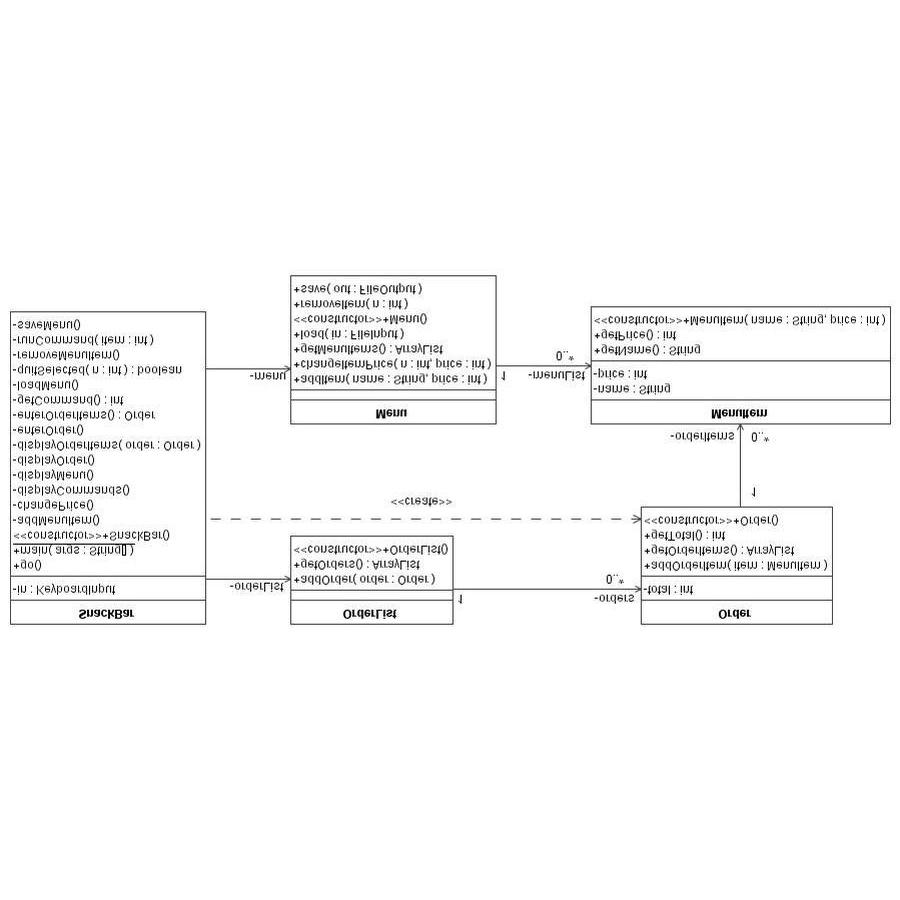 SnackBar
-in : KeyboardInput
+go()
+main( args : String[] )
<<constructor>>+SnackBar()
-addMenuItem()
-changePrice()
-displayCommands()
-displayMenu()
-displayOrder()
-displayOrderItems( order : Order )
-enterOrder()
-enterOrderItems() : Order
-getCommand() : int
-loadMenu()
-quitSelected( n : int ) : boolean
-removeMenuItem()
-runCommand( item : int )
-saveMenu()
-orderList
OrderList
+addOrder( order : Order )
+getOrders() : ArrayList
<<constructor>>+OrderList()
1
-orders
0..*
Order
-total : int
+addOrderItem( item : MenuItem )
+getOrderItems() : ArrayList
+getTotal() : int
<<constructor>>+Order()
<<create>>
1
-orderItems
0..*
-menu
Menu
+addItem( name : String, price : int )
+changeItemPrice( n : int, price : int )
+getMenuItems() : ArrayList
+load( in : FileInput )
<<constructor>>+Menu()
+removeItem( n : int )
+save( out : FileOutput )
1
-menuList
0..*
MenuItem
-name : String
-price : int
+getName() : String
+getPrice() : int
<<constructor>>+MenuItem( name : String, price : int )